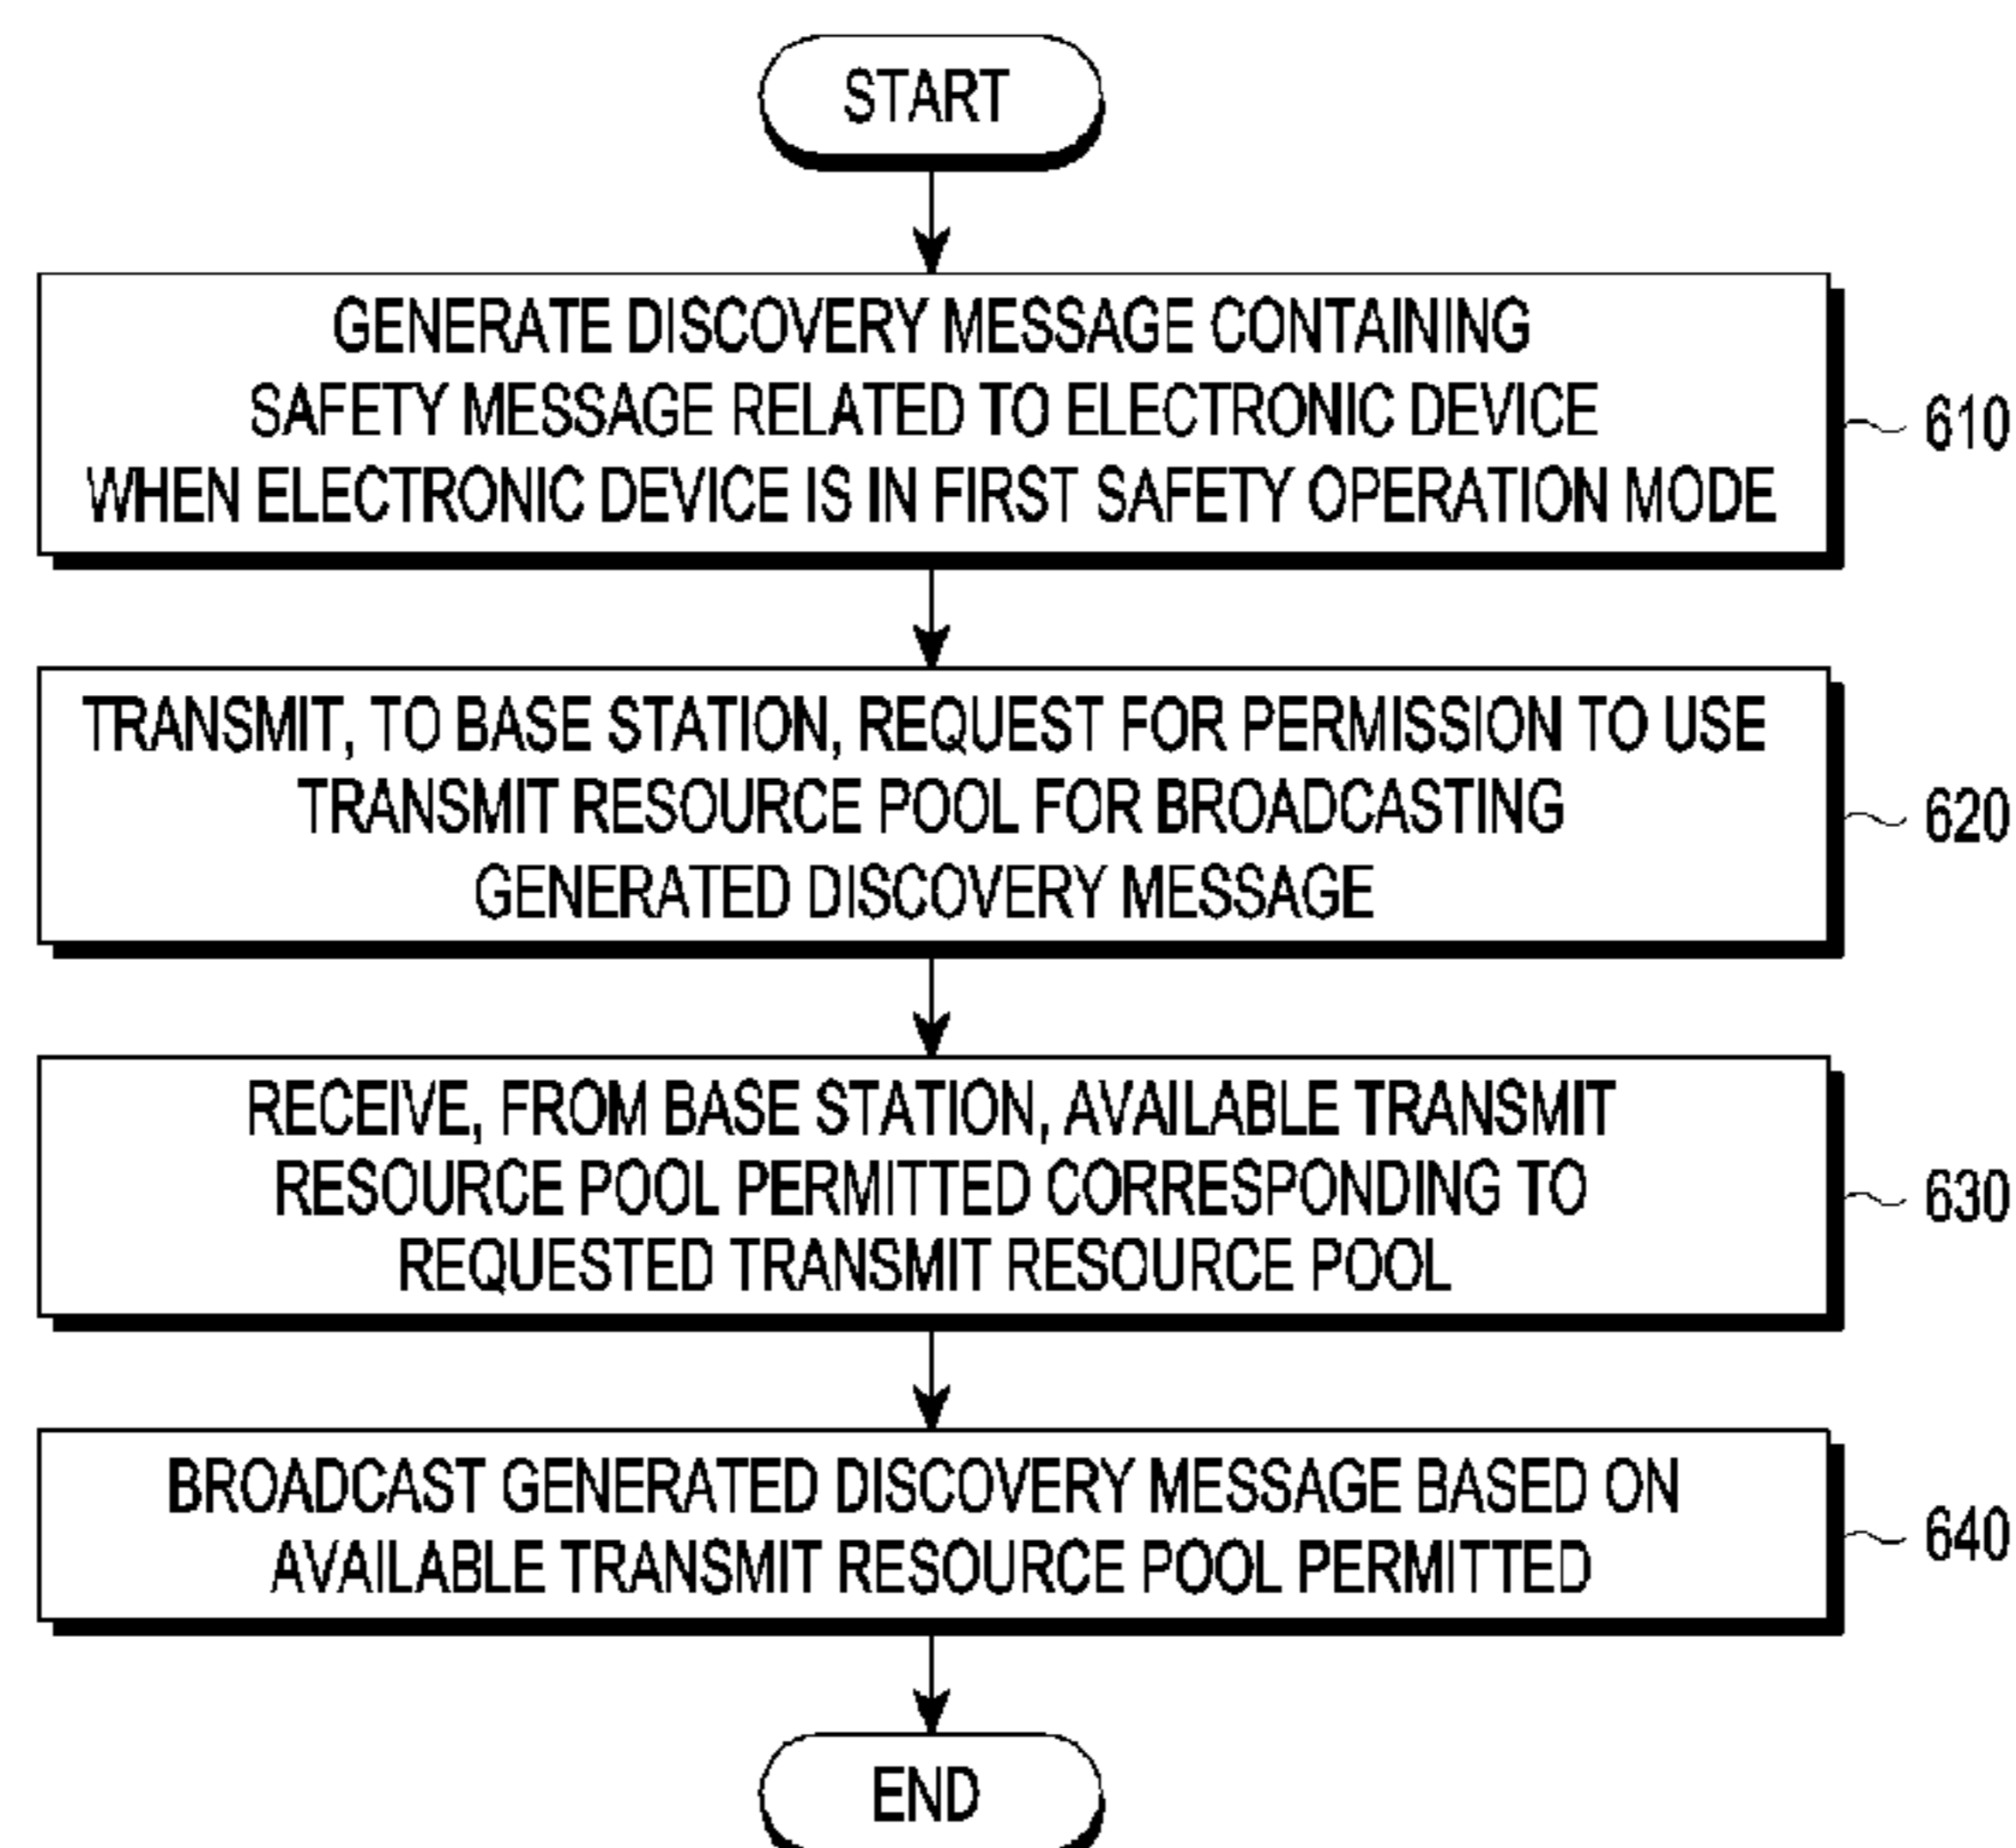 START
GENERATE DISCOVERY MESSAGE CONTAINING
SAFETY MESSAGE RELATED TO ELECTRONIC DEVICE
WHEN ELECTRONIC DEVICE IS IN FIRST SAFETY OPERATION MODE
610
TRANSMIT, TO BASE STATION, REQUEST FOR PERMISSION TO USE
TRANSMIT RESOURCE POOL FOR BROADCASTING
GENERATED DISCOVERY MESSAGE
620
RECEIVE, FROM BASE STATION, AVAILABLE TRANSMIT
RESOURCE POOL PERMITTED CORRESPONDING TO
REQUESTED TRANSMIT RESOURCE POOL
630
BROADCAST GENERATED DISCOVERY MESSAGE BASED ON
AVAILABLE TRANSMIT RESOURCE POOL PERMITTED
640
END